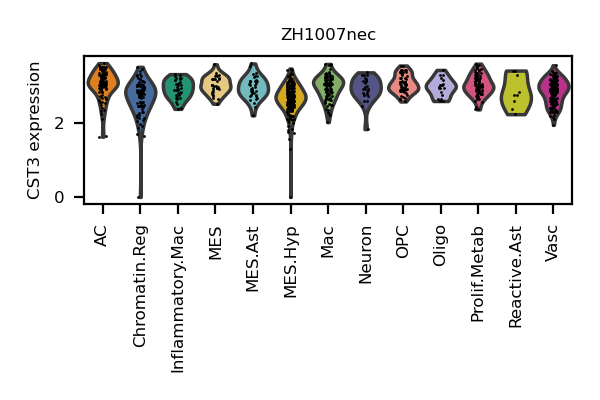 ZH1007nec
CST3 expression
2
0
AC
Chromatin.Reg
Inflammatory.Mac
MES
MES.Ast
MES.Hyp
Mac
Neuron
OPC
Oligo
Prolif.Metab
Reactive.Ast
Vasc